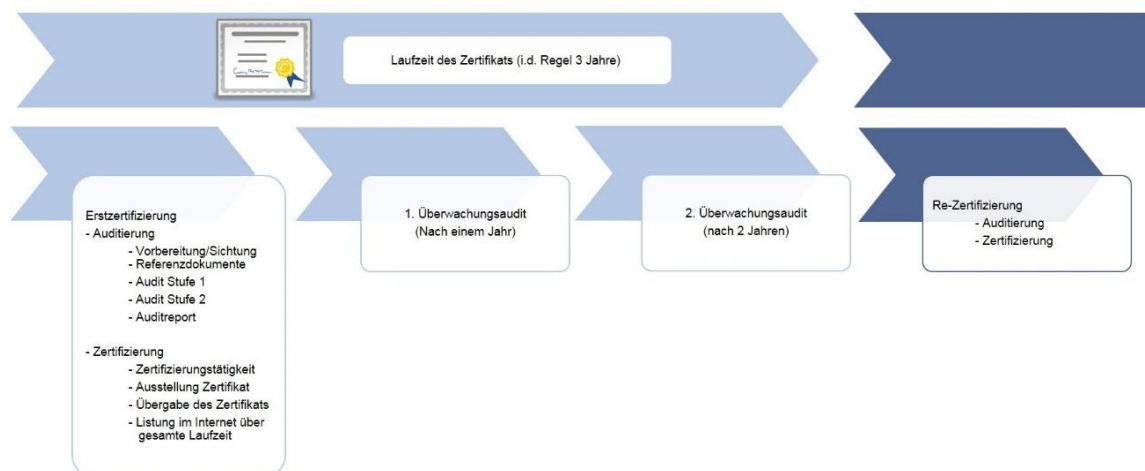 Laufzeit des Zertifikats (i.d. Regel 3 Jahre)
Erstzertifizierung
- Auditierung
- Vorbereitung/Sichtung
- Referenzdokumente
- Audit Stufe 1
- Audit Stufe 2
- Auditreport
- Zertifizierung
- Zertifizierungstätigkeit
- Ausstellung Zertifikat
- Übergabe des Zertifikats
- Listung im Internet über
gesamte Laufzeit
1. Überwachungsaudit
(Nach einem Jahr)
2. Überwachungsaudit
(nach 2 Jahren)
Re-Zertifizierung
- Auditierung
- Zertifizierung